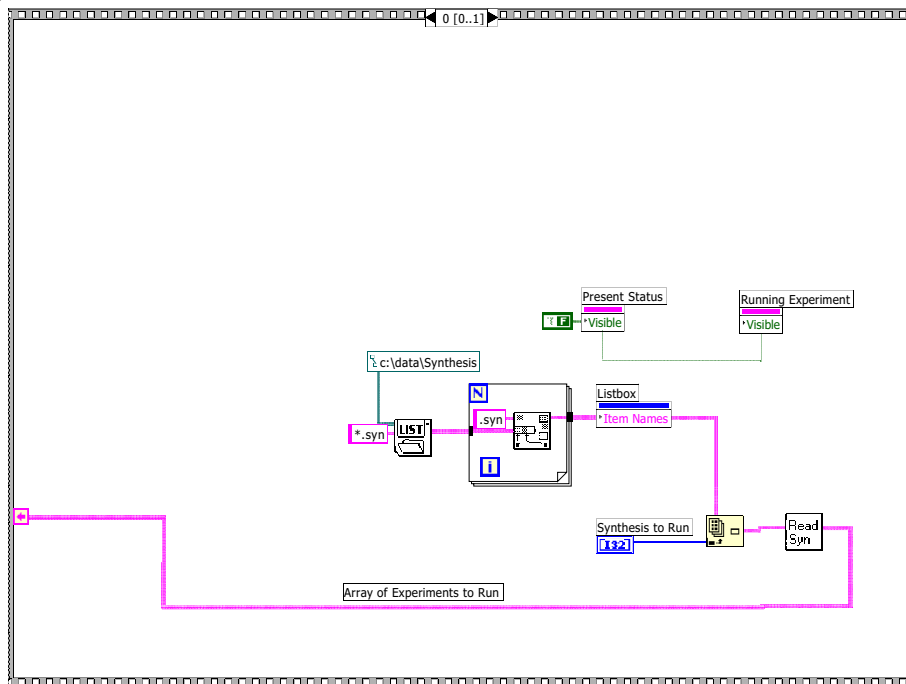 0 [0..1]
Present Status
Running Experiment
F
Visible
Visible
c:\data\Synthesis
N
Listbox
*.syn
LIST
.syn
Item Names
i
Synthesis to Run
I32
Read
Syn
Array of Experiments to Run